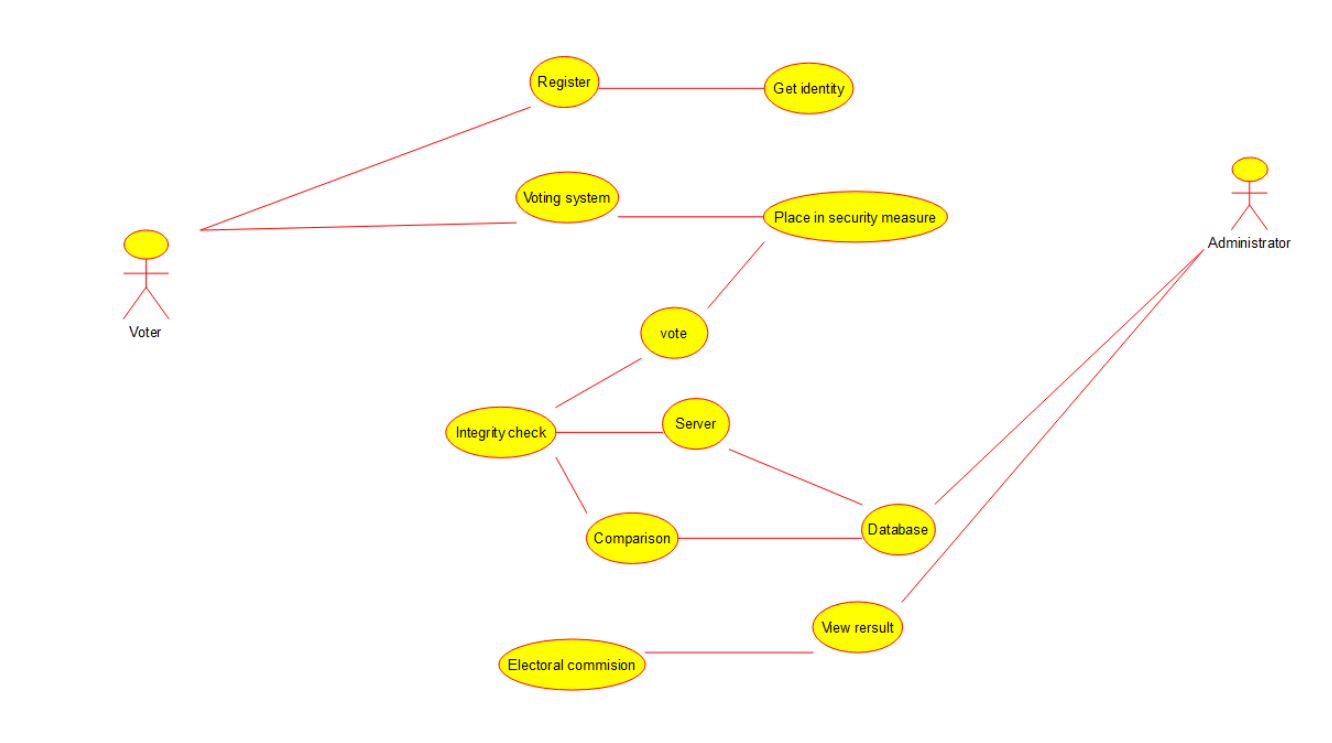 Register
Get identity
Voting system
Place in security measure
Administrator
Voter
vote
Server
Integrity check
Database
Comparison
View rersult
Electoral commision